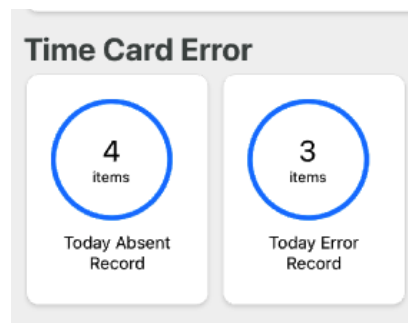 Time Card Error
4
items
Today Absent
Record
3
items
Today Error
Record